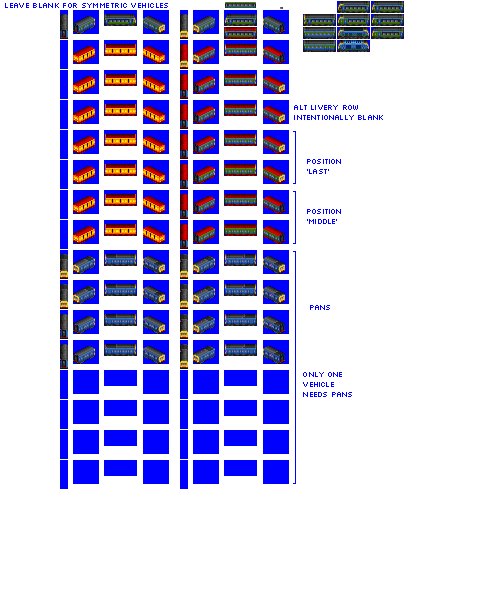 LEAVE BLANK FOR SYMMETRIC VEHICLES
ALT LIVERY ROW
INTENTIONALLY BLANK
POSITION
'LAST'
POSITION
'MIDDLE'
PANS
ONLY ONE
VEHICLE
NEEDS PANS